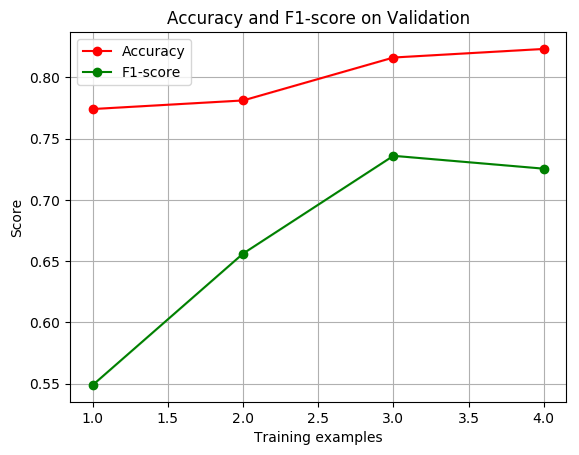 Accuracy and F1-score on Validation
Accuracy
F1-score
0.80
0.75
0.70
0.65
0.60
0.55
Score
1.0 1.5 2.0 2.5 3.0 3.5 4.0
Training examples